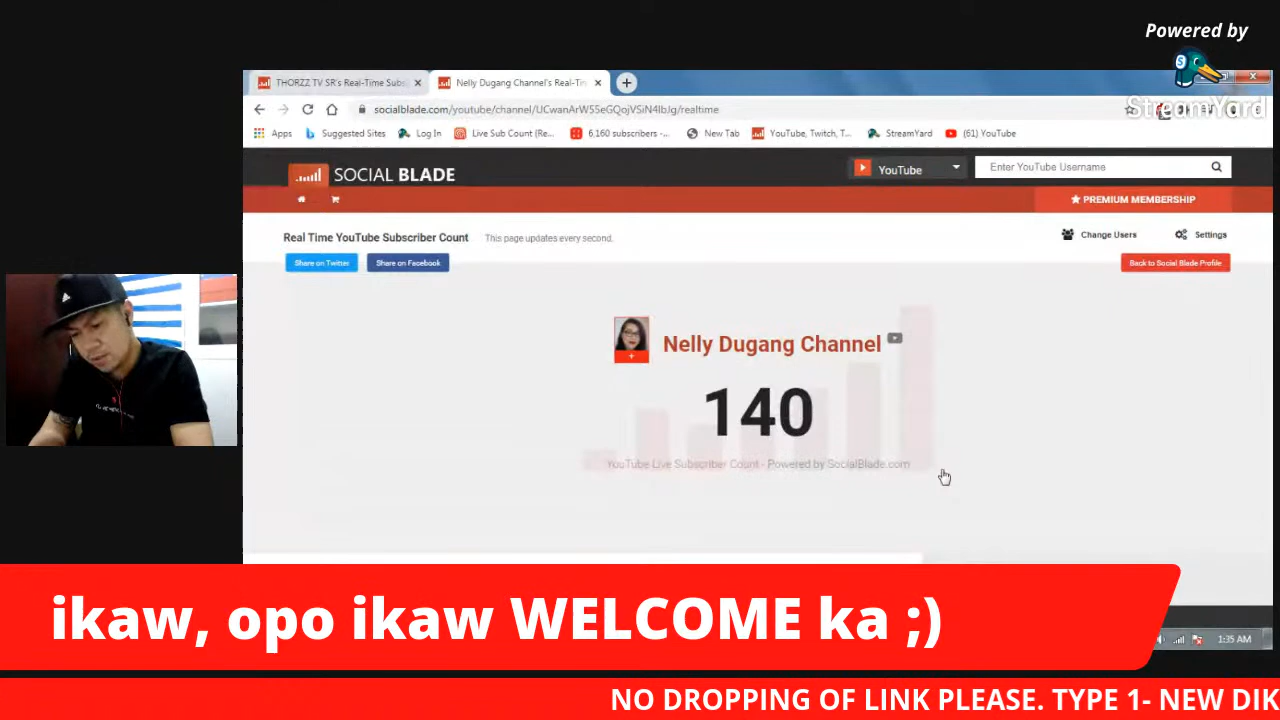 Powered by
StreamYard
THORZZ TV SR's Real-Time Subs
Nelly Dugang Channel's Real-Tim
socialblade.com/youtube/channel/UCwanArW55eGQojVSiN4lbJg/realtime
Apps
Suggested Sites
Log In
Live Sub Count (Re...
6,160 subscribers -...
New Tab
YouTube, Twitch, T...
StreamYard
(61) YouTube
SOCIAL BLADE
YouTube
Enter YouTube Username
PREMIUM MEMBERSHIP
Real Time YouTube Subscriber Count
This page updates every second.
Change Users
Settings
Share on Twitter
Share on Facebook
Back to Social Blade Profile
Nelly Dugang Channel
140
YouTube Live Subscriber Count - Powered by SocialBlade.com
ikaw, opo ikaw WELCOME ka ;)
1:35 AM
NO DROPPING OF LINK PLEASE. TYPE 1- NEW DIK